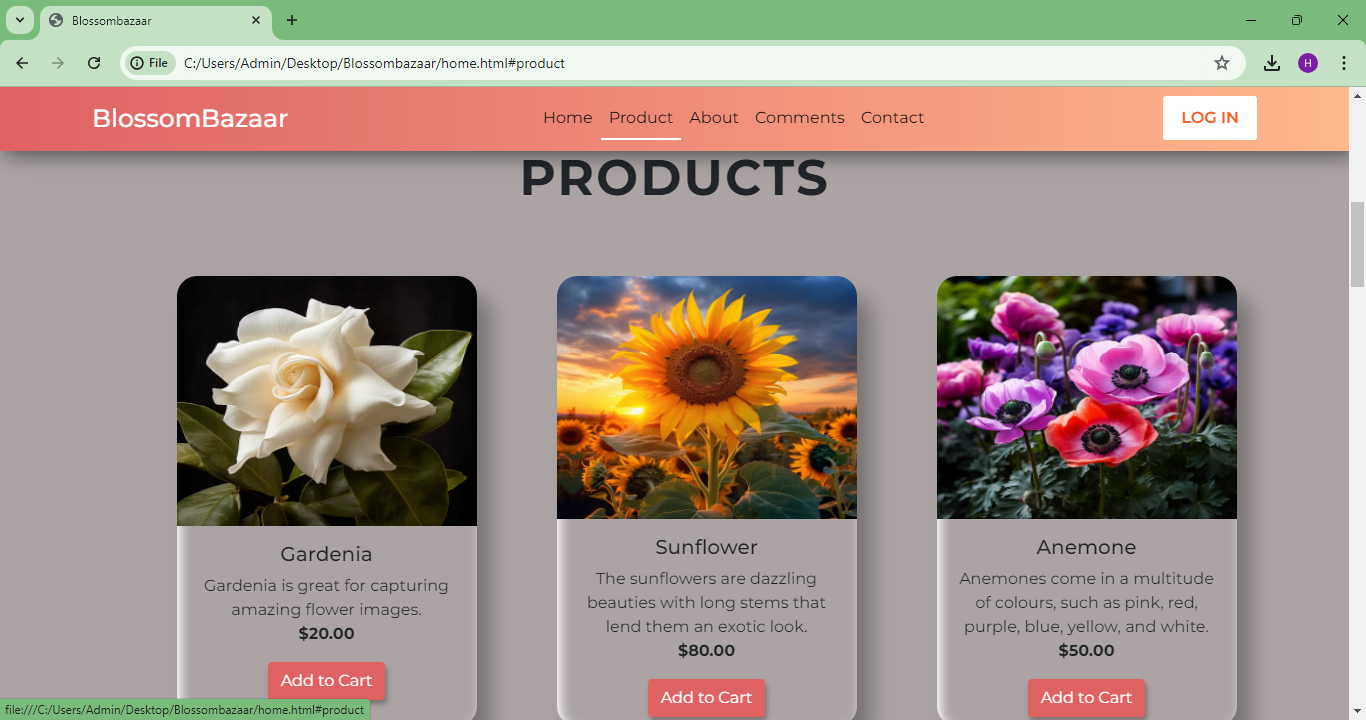 Blossombazaar
File
C:/Users/Admin/Desktop/Blossombazaar/home.html#product
H
BlossomBazaar
Home Product About Comments Contact
LOG IN
PRODUCTS
Gardenia
Gardenia is great for capturing
amazing flower images.
$20.00
Add to Cart
Sunflower
The sunflowers are dazzling
beauties with long stems that
lend them an exotic look.
$80.00
Add to Cart
Anemone
Anemones come in a multitude
of colours, such as pink, red,
purple, blue, yellow, and white.
$50.00
Add to Cart
file:///C:/Users/Admin/Desktop/Blossombazaar/home.html#product